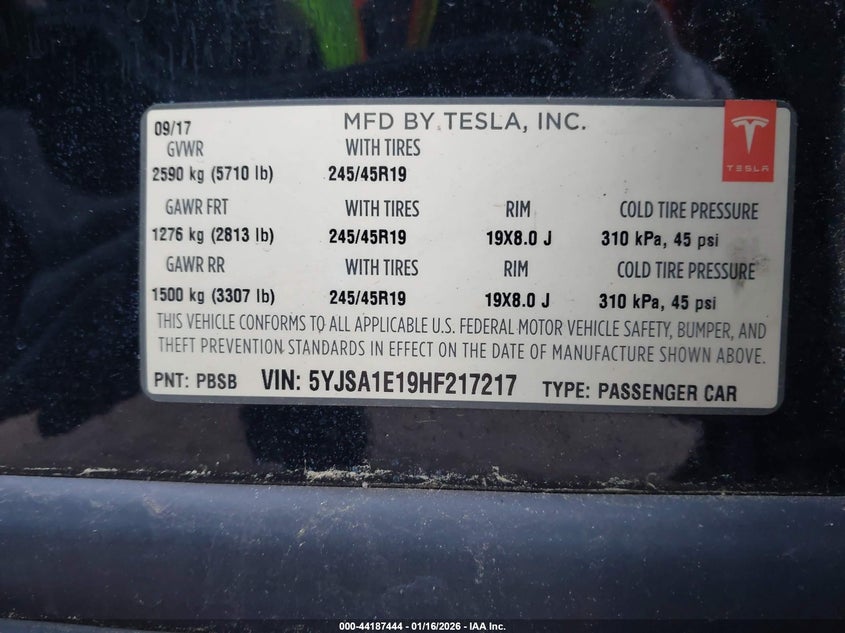 09/17
MFD BY TESLA, INC.
GVWR WITH TIRES
2590 kg (5710 lb) 245/45R19
TESLA
GAWR FRT WITH TIRES RIM COLD TIRE PRESSURE
1276 kg (2813 lb) 245/45R19 19X8.0 J 310 kPa, 45 psi
GAWR RR WITH TIRES RIM COLD TIRE PRESSURE
1500 kg (3307 lb) 245/45R19 19X8.0 J 310 kPa, 45 psi
THIS VEHICLE CONFORMS TO ALL APPLICABLE U.S. FEDERAL MOTOR VEHICLE SAFETY, BUMPER, AND
THEFT PREVENTION STANDARDS IN EFFECT ON THE DATE OF MANUFACTURE SHOWN ABOVE.
PNT: PBSB VIN: 5YJSA1E19HF217217 TYPE: PASSENGER CAR
000-44187444 - 01/16/2026 - IAA Inc.